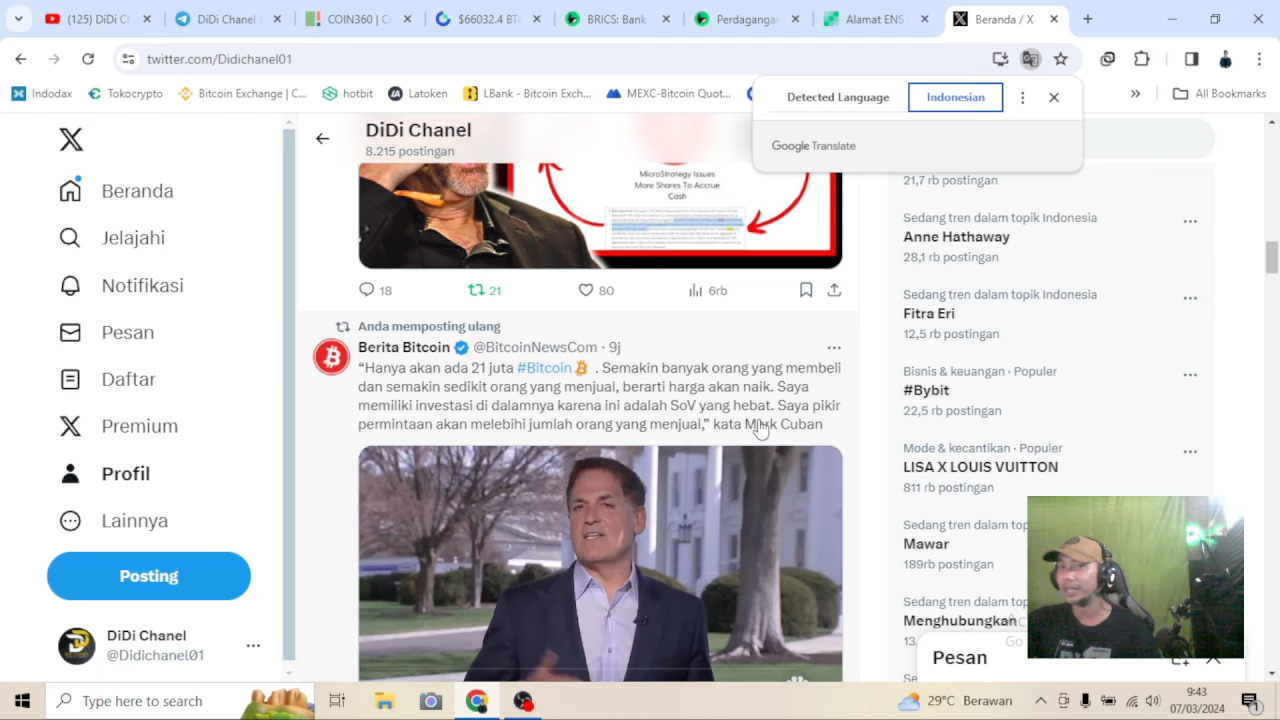 (125) DiDi Chan
DiDi Chane
COIN360 | C
$66032.4 BT
BRICS: Bank
Perdagangan
Alamat ENS
Beranda / X
twitter.com/Didichanel01
Indodax
Tokocrypto
Bitcoin Exchange | C...
hotbit
Latoken
LBank - Bitcoin Exch...
MEXC-Bitcoin Quot...
All Bookmarks
Detected Language
Indonesian
Google Translate
Beranda
Jelajahi
Notifikasi
Pesan
Daftar
Premium
Profil
Lainnya
Posting
DiDi Chanel
@Didichanel01
DiDi Chanel
8.215 postingan
MicroStrategy Issues
More Shares To Accrue
Cash
18
21
80
6rb
Anda memposting ulang
Berita Bitcoin @BitcoinNewsCom · 9j
“Hanya akan ada 21 juta #Bitcoin . Semakin banyak orang yang membeli
dan semakin sedikit orang yang menjual, berarti harga akan naik. Saya
memiliki investasi di dalamnya karena ini adalah SoV yang hebat. Saya pikir
permintaan akan melebihi jumlah orang yang menjual,” kata Mark Cuban
21,7 rb postingan
Sedang tren dalam topik Indonesia
Anne Hathaway
28,1 rb postingan
Sedang tren dalam topik Indonesia
Fitra Eri
12,5 rb postingan
Bisnis & keuangan · Populer
#Bybit
22,5 rb postingan
Mode & kecantikan · Populer
LISA X LOUIS VUITTON
811 rb postingan
Sedang tren dalam top
Mawar
189rb postingan
Sedang tren dalam top
Menghubungkan
13
Go
Pesan
Se
Type here to search
29°C Berawan
9:43
07/03/2024